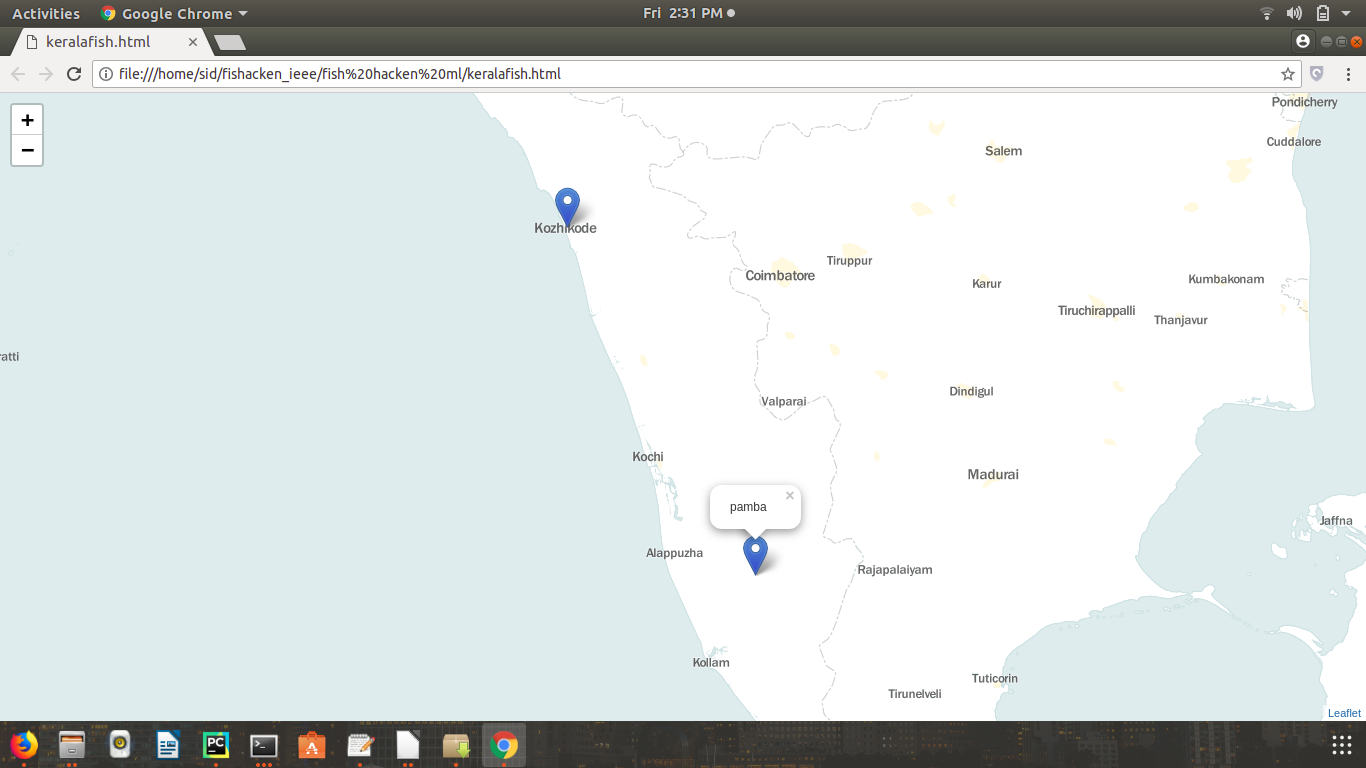 Activities
Google Chrome
Fri 2:31 PM
keralafish.html
file:///home/sid/fishacken_ieee/fish%20hacken%20ml/keralafish.html
+
−
Pondicherry
Cuddalore
Salem
Kozhikode
Tiruppur
Coimbatore
Karur
Kumbakonam
Tiruchirappalli
Thanjavur
ratti
Dindigul
Valparai
Kochi
Madurai
pamba
×
Jaffna
Alappuzha
Rajapalaiyam
Kollam
Tuticorin
Tirunelveli
Leaflet
PC
>_
A